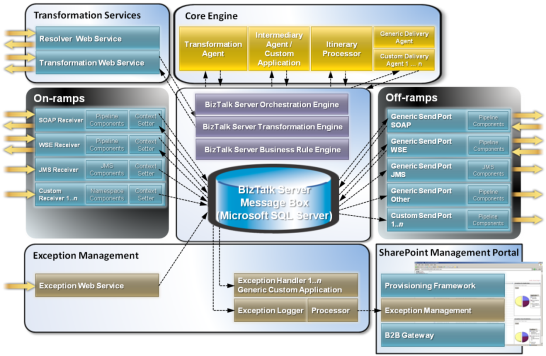 Transformation Services
Resolver Web Service
Transformation Web Service
Core Engine
Transformation Agent
Intermediary Agent / Custom Application
Itinerary Processor
Generic Delivery Agent
Custom Delivery Agent 1 ... n
On-ramps
SOAP Receiver
Pipeline Components
Context Setter
WSE Receiver
Pipeline Components
Context Setter
JMS Receiver
JMS Components
Context Setter
Custom Receiver 1..n
Namespace Components
Context Setter
BizTalk Server Orchestration Engine
BizTalk Server Transformation Engine
BizTalk Server Business Rule Engine
BizTalk Server
Message Box
(Microsoft SQL Server)
Off-ramps
Generic Send Port SOAP
Pipeline Components
Generic Send Port WSE
Pipeline Components
Generic Send Port JMS
JMS Components
Generic Send Port Other
Pipeline Components
Custom Send Port 1..n
Pipeline Components
Exception Management
Exception Web Service
Exception Handler 1...n
Generic Custom Application
Exception Logger
Processor
SharePoint Management Portal
Provisioning Framework
Exception Management
B2B Gateway